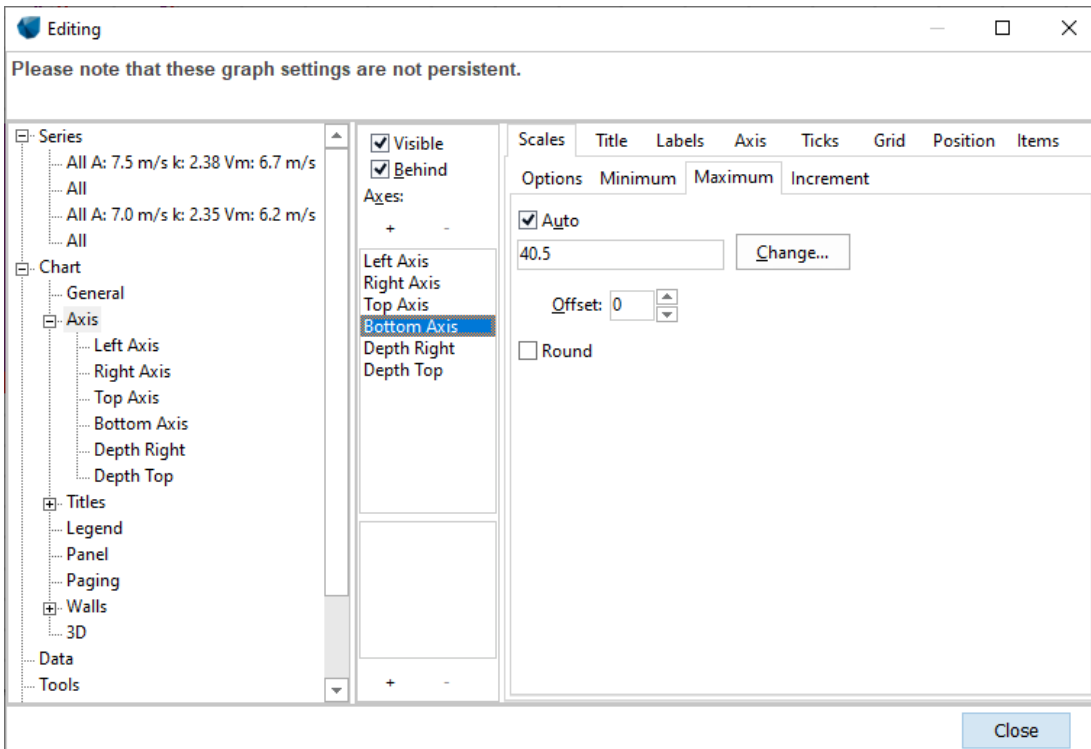 Editing
Please note that these graph settings are not persistent.
Series
All A: 7.5 m/s k: 2.38 Vm: 6.7 m/s
All
All A: 7.0 m/s k: 2.35 Vm: 6.2 m/s
All
Chart
General
Axis
Left Axis
Right Axis
Top Axis
Bottom Axis
Depth Right
Depth Top
Titles
Legend
Panel
Paging
Walls
3D
Data
Tools
Visible
Behind
Axes:
+ -
Left Axis
Right Axis
Top Axis
Bottom Axis
Depth Right
Depth Top
+ -
Scales Title Labels Axis Ticks Grid Position Items
Options Minimum Maximum Increment
Auto
40.5 Change...
Offset: 0
Round
Close